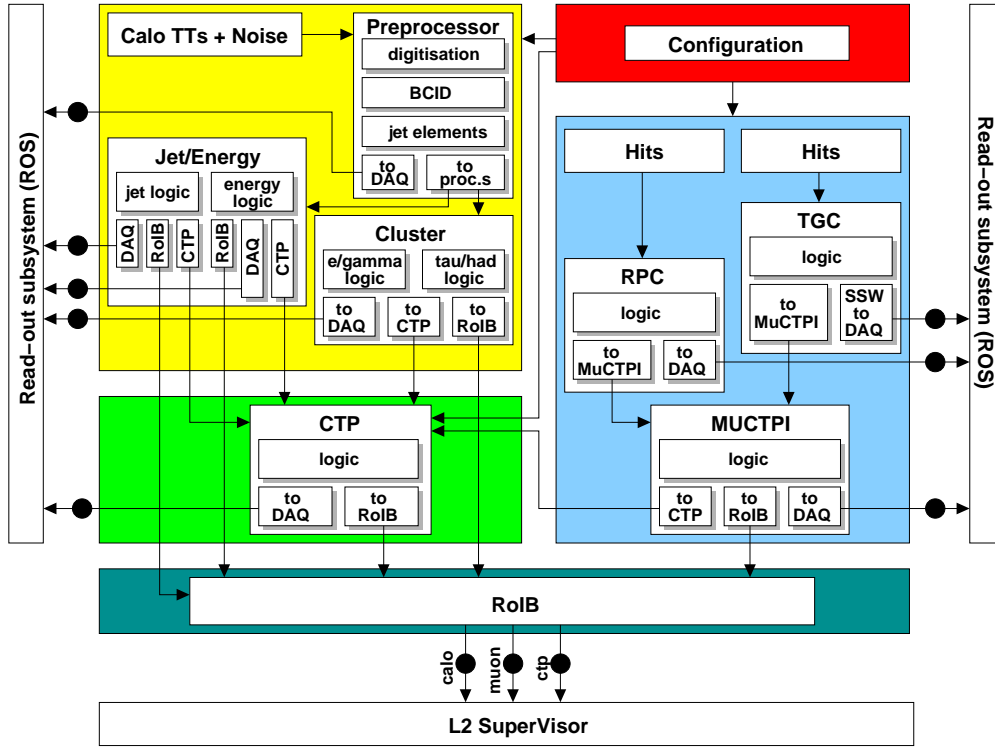 Read−out subsystem (ROS)
Calo TTs + Noise
Preprocessor
digitisation
BCID
jet elements
to
DAQ
to
proc.s
Configuration
Read−out subsystem (ROS)
Jet/Energy
jet logic
energy
logic
DAQ
RoIB
CTP
RoIB
DAQ
CTP
Cluster
e/gamma
logic
tau/had
logic
to
DAQ
to
CTP
to
RoIB
Hits
Hits
TGC
logic
to
MuCTPI
SSW
to
DAQ
RPC
logic
to
MuCTPI
to
DAQ
CTP
logic
to
DAQ
to
RoIB
MUCTPI
logic
to
CTP
to
RoIB
to
DAQ
RoIB
calo
muon
ctp
L2 SuperVisor